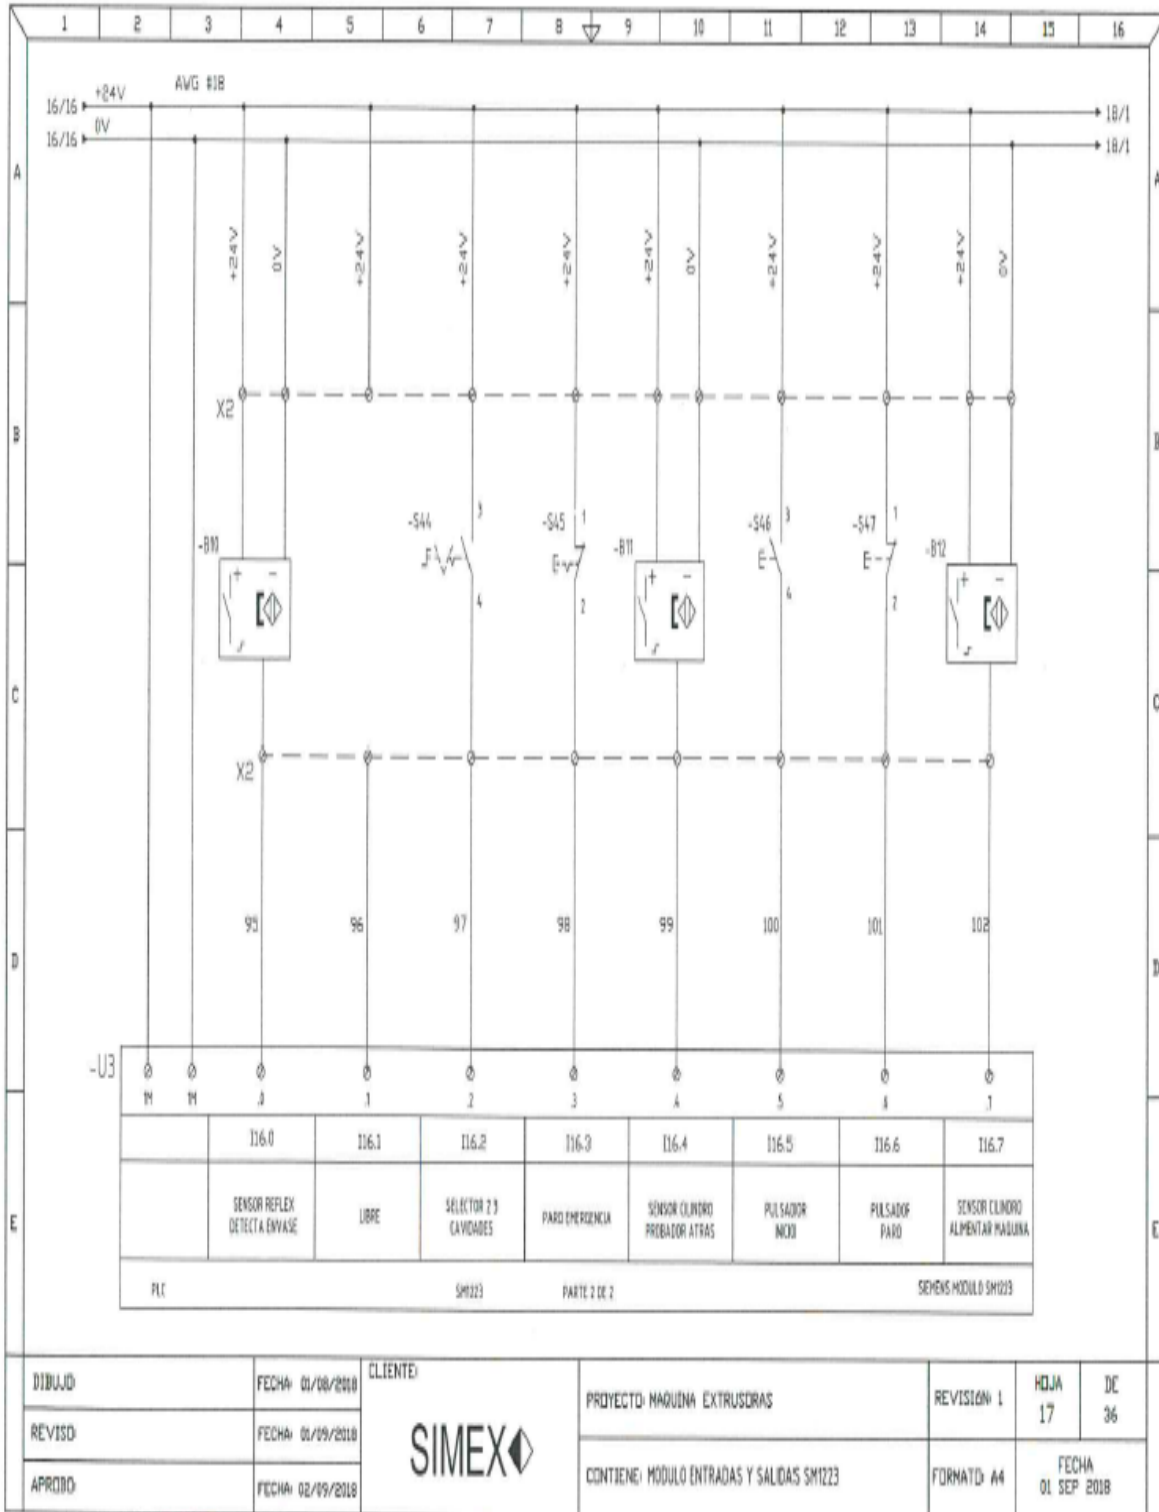 1 2 3 4 5 6 7 8 9 10 11 12 13 14 15 16
AWG #18
16/16 +24V 18/1
16/16 0V 18/1
A A
+24V 0V +24V +24V +24V +24V 0V +24V +24V +24V 0V
X2
B B
-S44 3 4
-S45 1 2
-S46 3 4
-S47 1 2
-B10 + -
-B11 + -
-B12 + -
C C
X2
95 96 97 98 99 100 101 102
D D
-U3
1M 1M .0 .1 .2 .3 .4 .5 .6 .7
I16.0 I16.1 I16.2 I16.3 I16.4 I16.5 I16.6 I16.7
E E
SENSOR REFLEX
DETECTA ENVASE
LIBRE
SELECTOR 2 3
CAVIDADES
PARO EMERGENCIA
SENSOR CILINDRO
PROBADOR ATRAS
PULSADOR
INICIO
PULSADOR
PARO
SENSOR CILINDRO
ALIMENTAR MAQUINA
PLC SM1223 PARTE 2 DE 2 SIEMENS MODULO SM1223
DIBUJO: FECHA: 01/08/2018
REVISO: FECHA: 01/09/2018
APROBO: FECHA: 02/09/2018
CLIENTE:
SIMEX
PROYECTO: MAQUINA EXTRUSORAS
CONTIENE: MODULO ENTRADAS Y SALIDAS SM1223
REVISIÓN: 1
FORMATO: A4
HOJA
17
DE
36
FECHA
01 SEP 2018